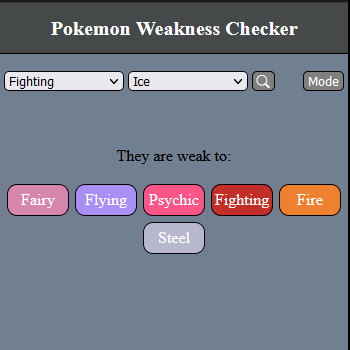 Pokemon Weakness Checker
Fighting Ice Mode
They are weak to:
Fairy Flying Psychic Fighting Fire
Steel